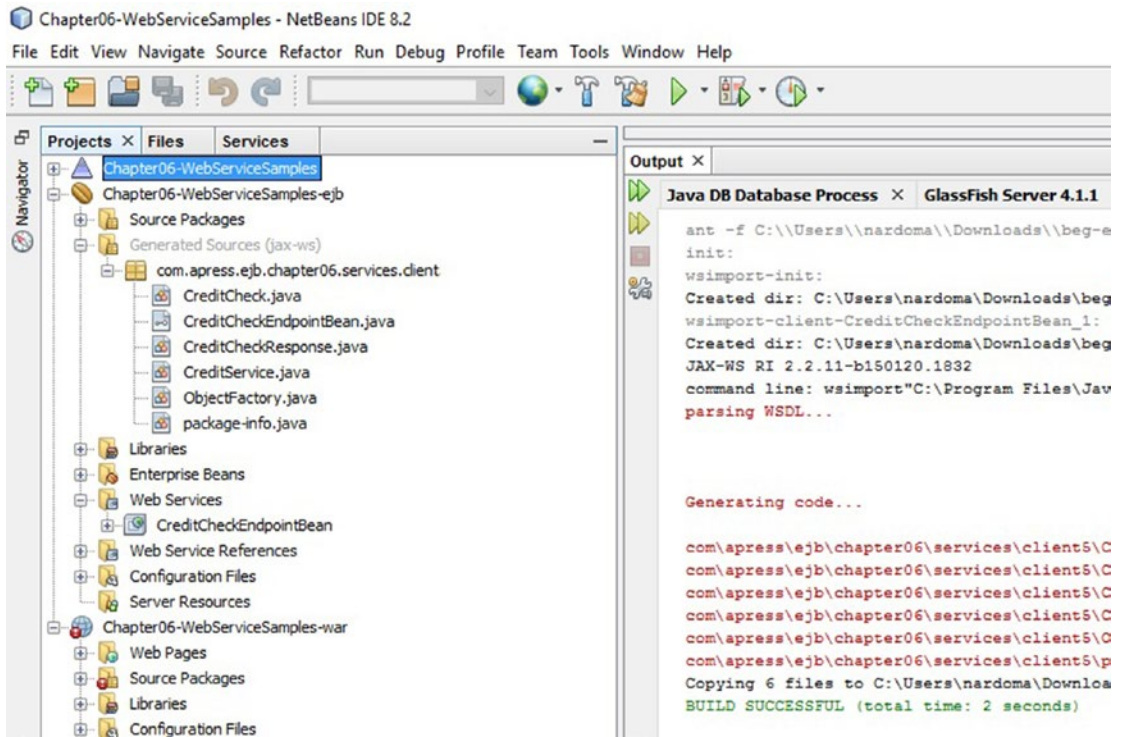 Chapter06-WebServiceSamples - NetBeans IDE 8.2
File Edit View Navigate Source Refactor Run Debug Profile Team Tools Window Help
Projects Files Services
Navigator
Chapter06-WebServiceSamples
Chapter06-WebServiceSamples-ejb
Source Packages
Generated Sources (jax-ws)
com.apress.ejb.chapter06.services.client
CreditCheck.java
CreditCheckEndpointBean.java
CreditCheckResponse.java
CreditService.java
ObjectFactory.java
package-info.java
Libraries
Enterprise Beans
Web Services
CreditCheckEndpointBean
Web Service References
Configuration Files
Server Resources
Chapter06-WebServiceSamples-war
Web Pages
Source Packages
Libraries
Configuration Files
Output
Java DB Database Process GlassFish Server 4.1.1
ant -f C:\\Users\\nardoma\\Downloads\\beg-e
init:
wsimport-init:
Created dir: C:\Users\nardoma\Downloads\beg
wsimport-client-CreditCheckEndpointBean_1:
Created dir: C:\Users\nardoma\Downloads\beg
JAX-WS RI 2.2.11-b150120.1832
command line: wsimport"C:\Program Files\Jav
parsing WSDL...
Generating code...
com\apress\ejb\chapter06\services\client5\C
com\apress\ejb\chapter06\services\client5\C
com\apress\ejb\chapter06\services\client5\C
com\apress\ejb\chapter06\services\client5\C
com\apress\ejb\chapter06\services\client5\C
com\apress\ejb\chapter06\services\client5\p
Copying 6 files to C:\Users\nardoma\Downloa
BUILD SUCCESSFUL (total time: 2 seconds)